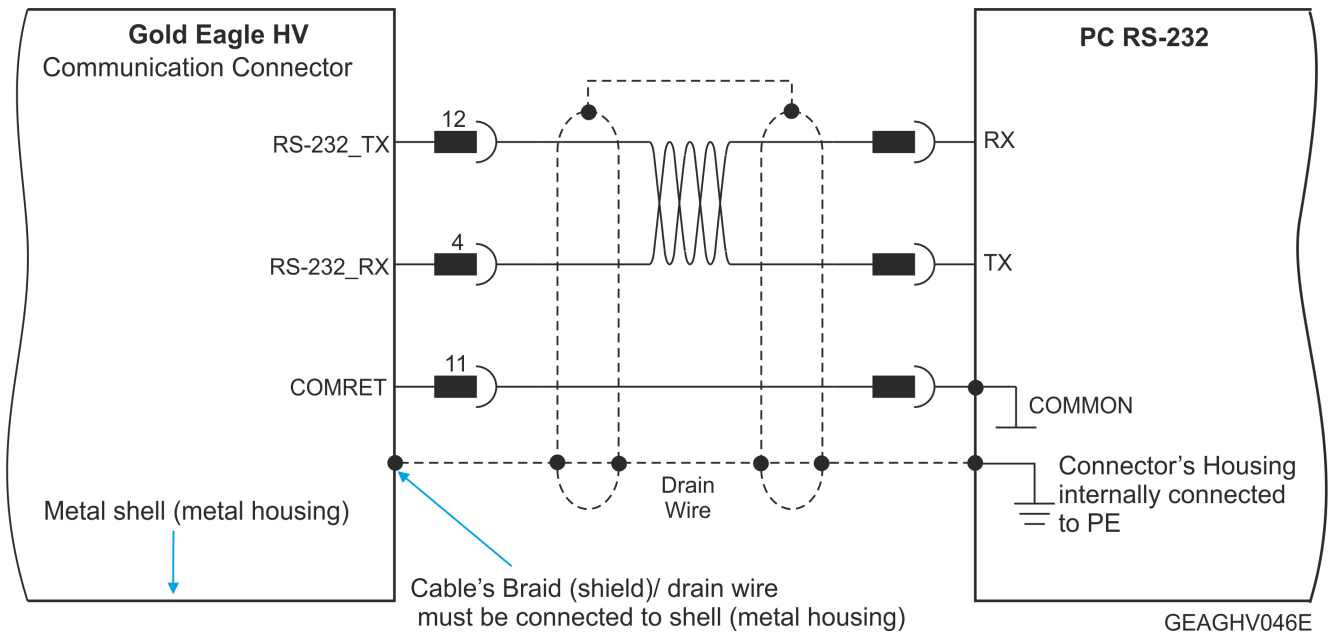 Gold Eagle HV
Communication Connector
PC RS-232
12
RS-232_TX
RX
4
RS-232_RX
TX
11
COMRET
COMMON
Drain
Wire
Connector's Housing
internally connected
to PE
Metal shell (metal housing)
Cable's Braid (shield)/ drain wire
must be connected to shell (metal housing)
GEAGHV046E